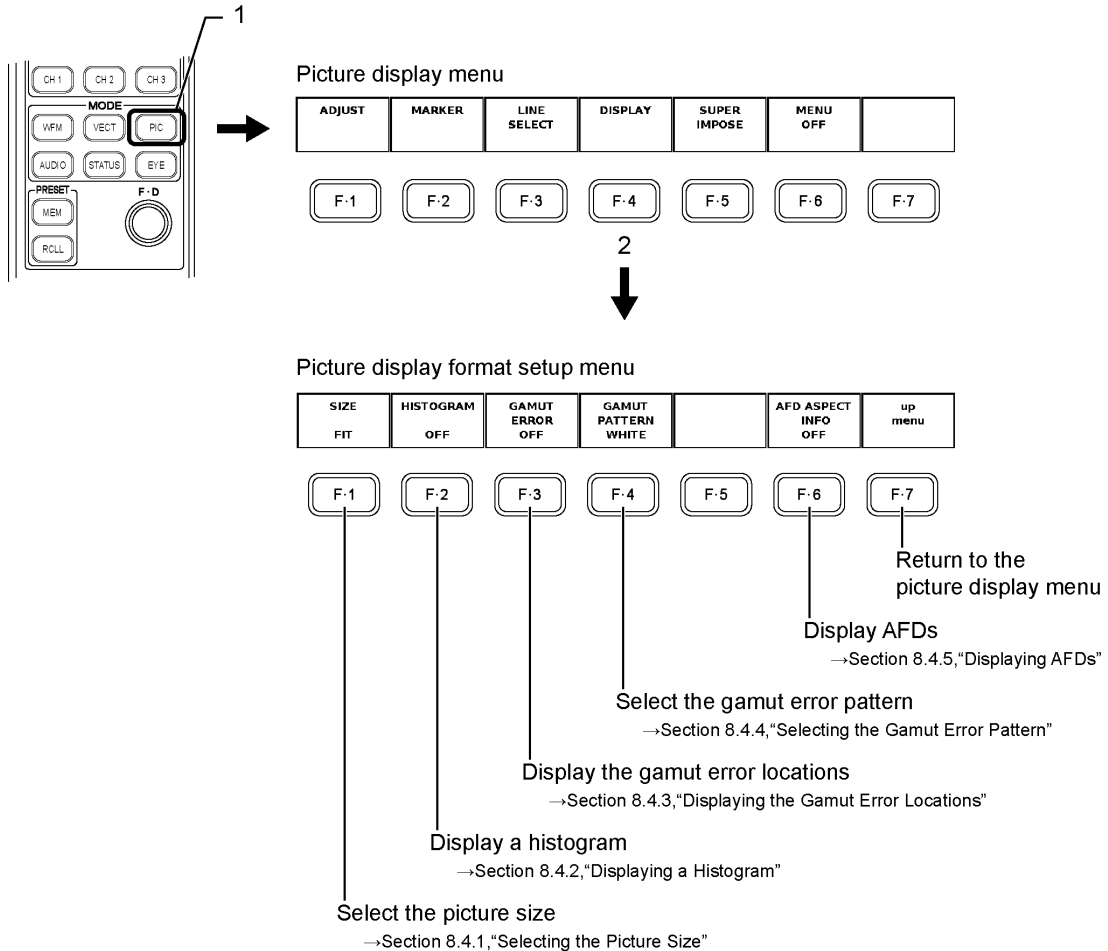 1
CH 1 CH 2 CH 3
MODE
WFM VECT PIC
AUDIO STATUS EYE
PRESET F·D
MEM
RCLL
Picture display menu
ADJUST MARKER LINE SELECT DISPLAY SUPER IMPOSE MENU OFF
F·1 F·2 F·3 F·4 F·5 F·6 F·7
2
Picture display format setup menu
SIZE FIT HISTOGRAM OFF GAMUT ERROR OFF GAMUT PATTERN WHITE AFD ASPECT INFO OFF up menu
F·1 F·2 F·3 F·4 F·5 F·6 F·7
Return to the
picture display menu
Display AFDs
→Section 8.4.5,“Displaying AFDs”
Select the gamut error pattern
→Section 8.4.4,“Selecting the Gamut Error Pattern”
Display the gamut error locations
→Section 8.4.3,“Displaying the Gamut Error Locations”
Display a histogram
→Section 8.4.2,“Displaying a Histogram”
Select the picture size
→Section 8.4.1,“Selecting the Picture Size”